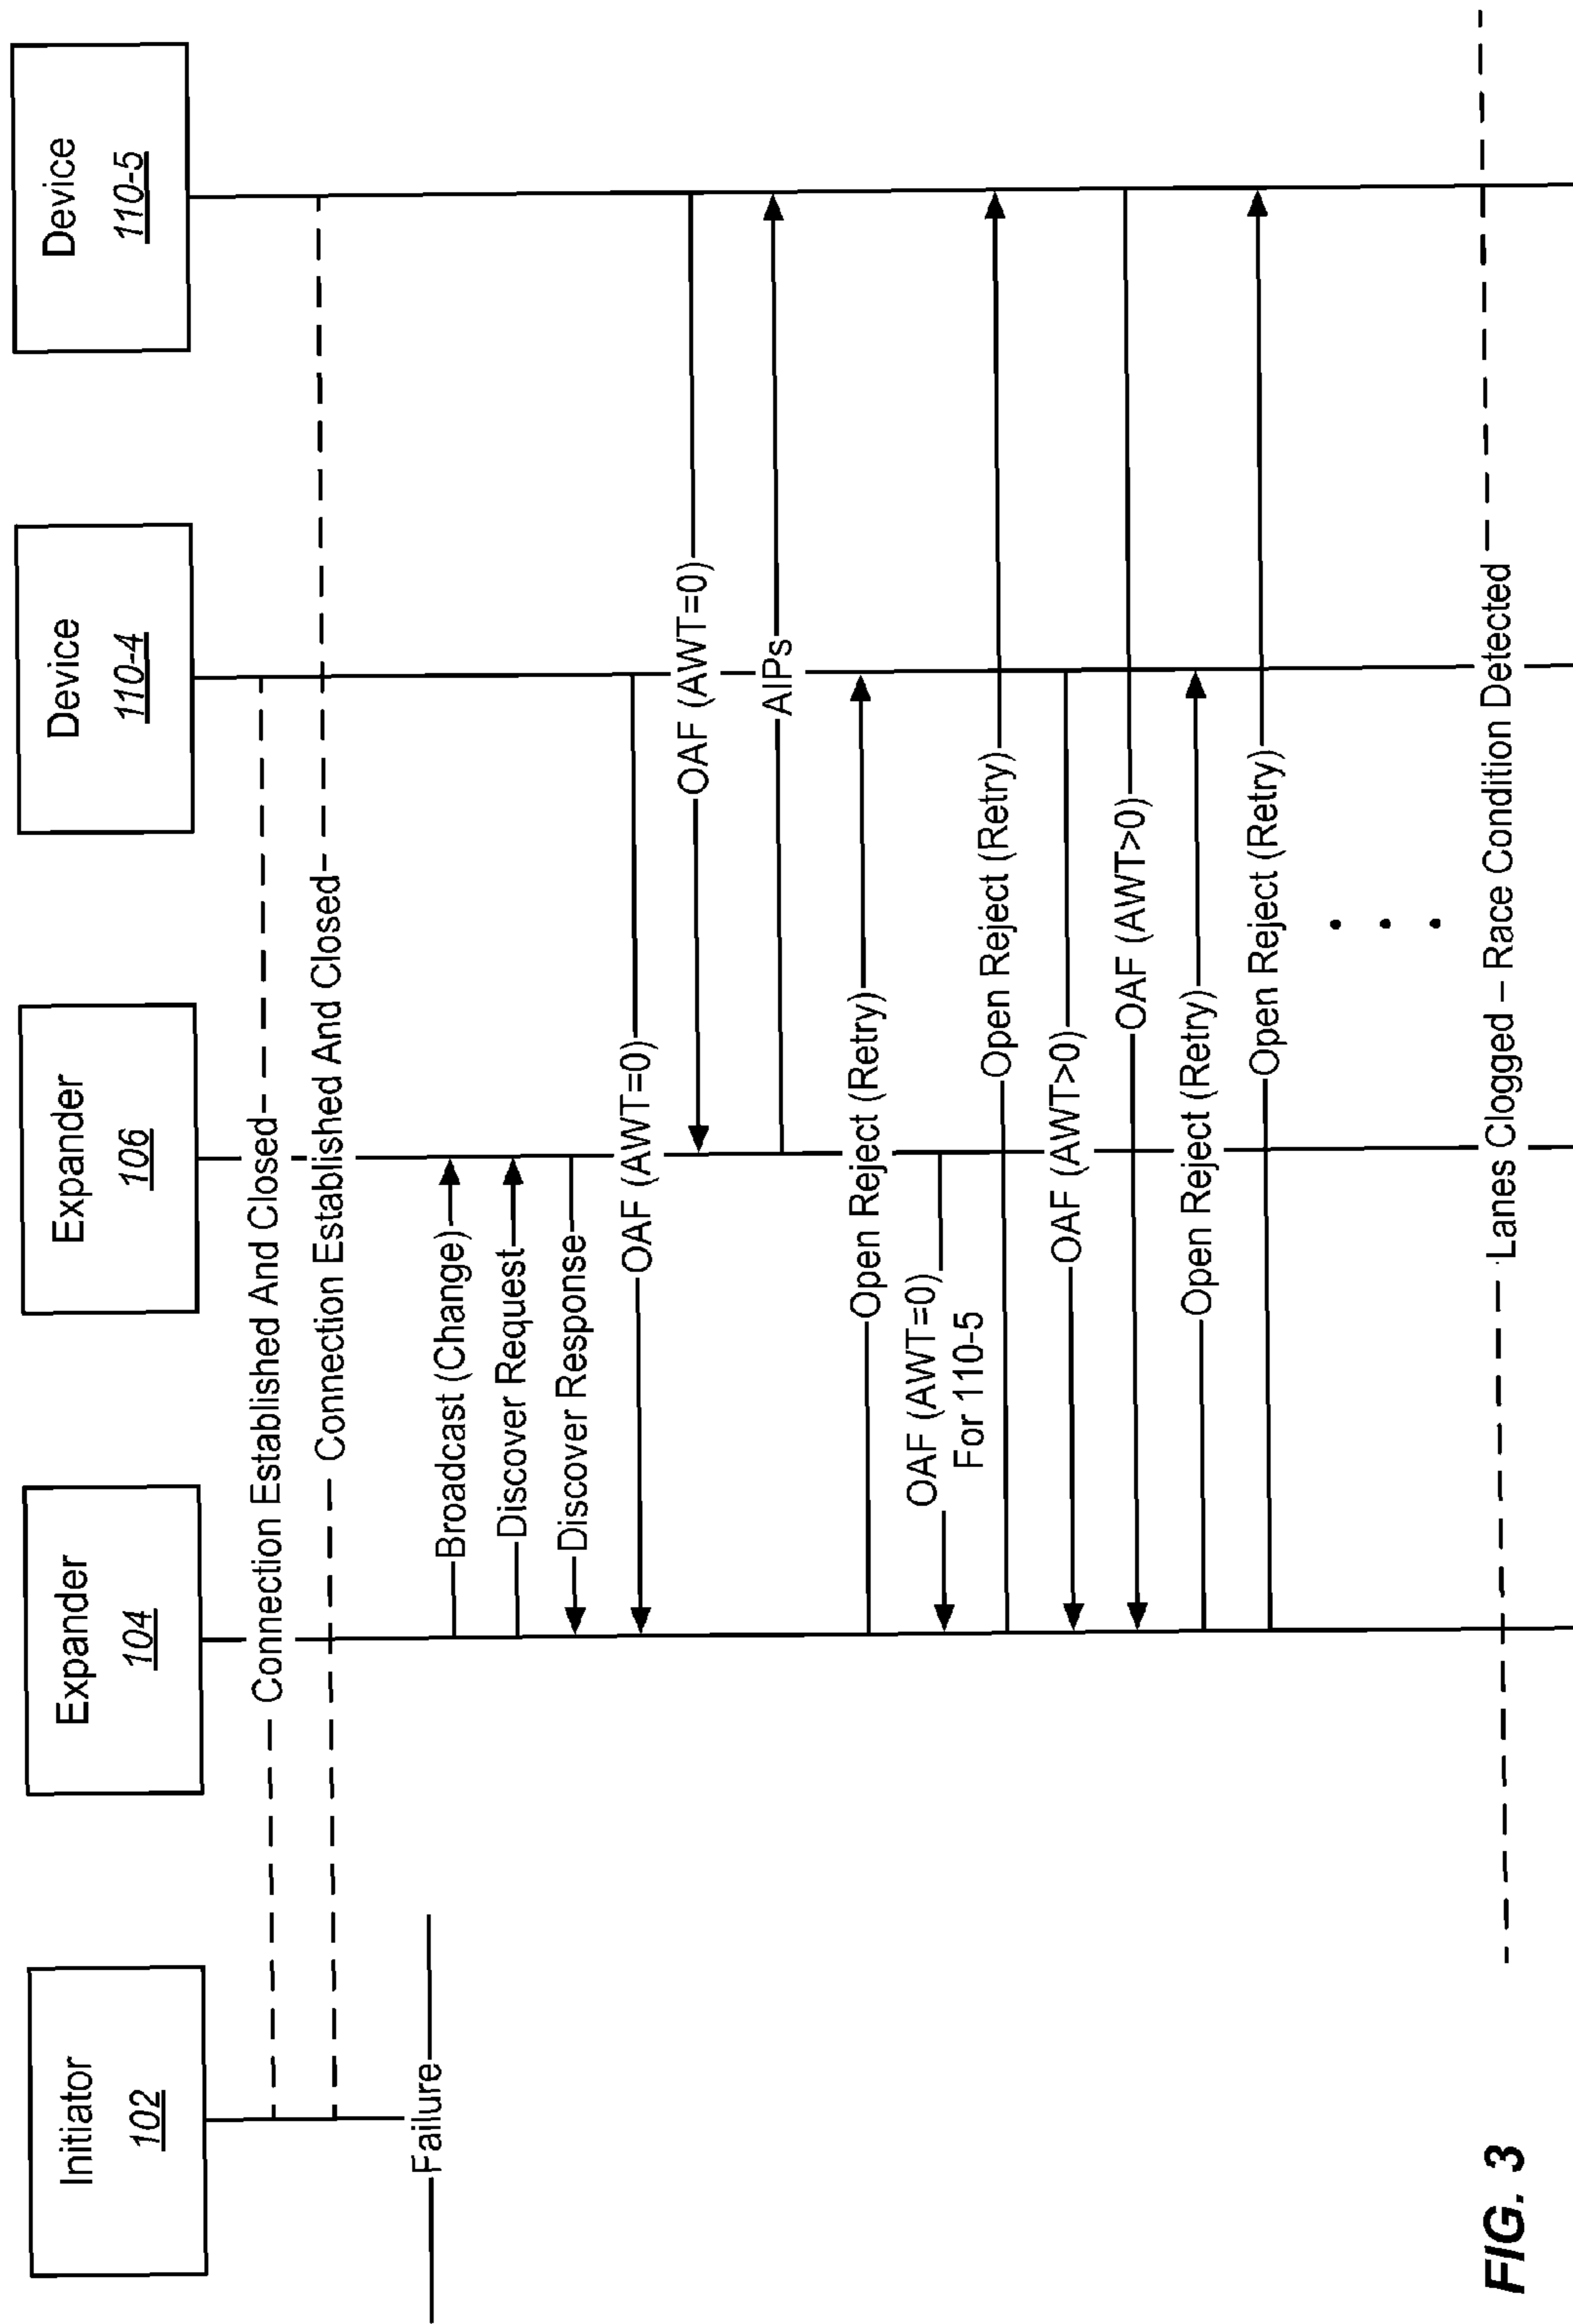 Initiator
102
Expander
104
Expander
106
Device
110-4
Device
110-5
Connection Established And Closed
Connection Established And Closed
Failure
Broadcast (Change)
Discover Request
Discover Response
OAF (AWT=0)
OAF (AWT=0)
AIPs
Open Reject (Retry)
OAF (AWT=0)
For 110-5
Open Reject (Retry)
OAF (AWT>0)
OAF (AWT>0)
Open Reject (Retry)
Open Reject (Retry)
Lanes Clogged – Race Condition Detected
FIG. 3